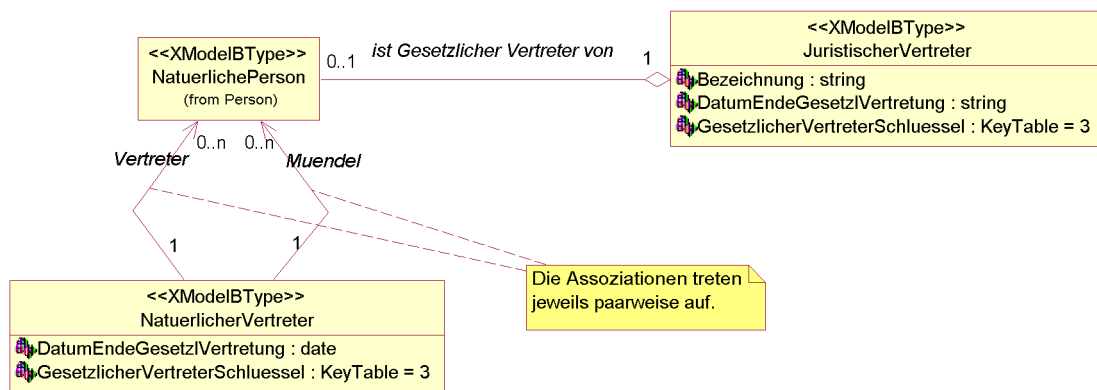 <<XModelBType>>
NatuerlichePerson
(from Person)
0..1
ist Gesetzlicher Vertreter von
1
<<XModelBType>>
JuristischerVertreter
Bezeichnung : string
DatumEndeGesetzlVertretung : string
GesetzlicherVertreterSchluessel : KeyTable = 3
0..n
0..n
Vertreter
Muendel
1
1
Die Assoziationen treten
jeweils paarweise auf.
<<XModelBType>>
NatuerlicherVertreter
DatumEndeGesetzlVertretung : date
GesetzlicherVertreterSchluessel : KeyTable = 3